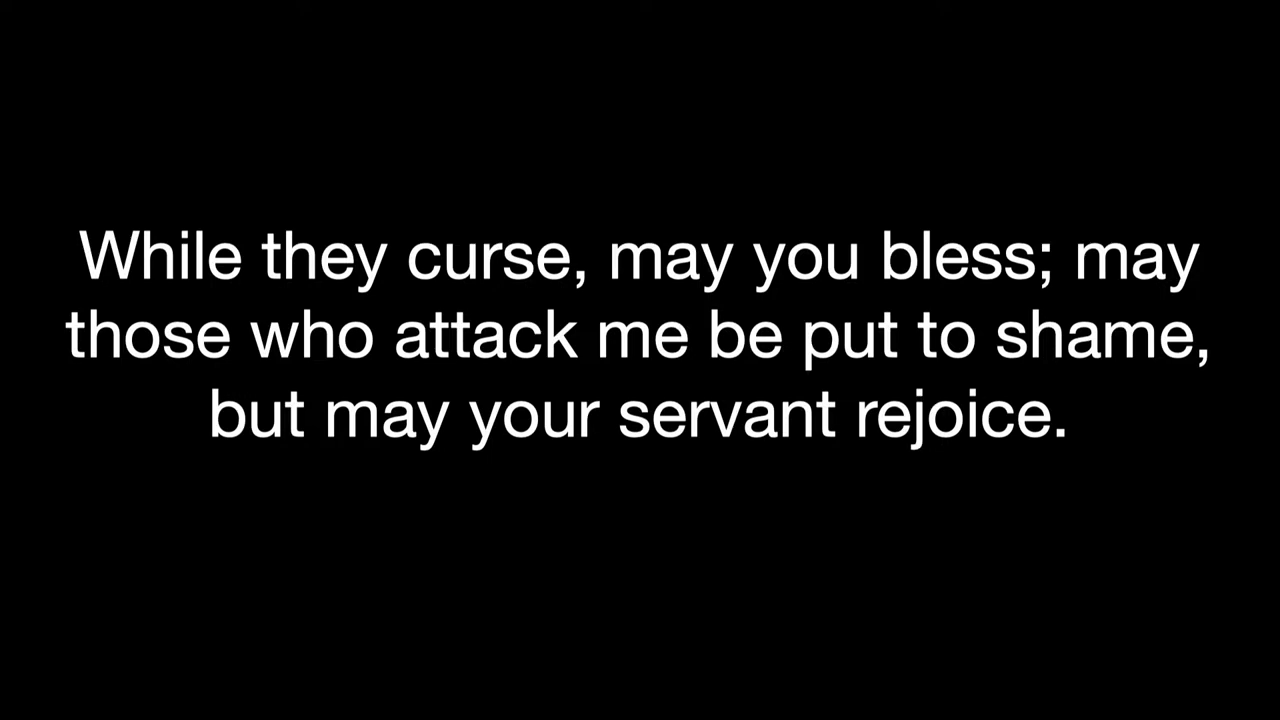 While they curse, may you bless; may
those who attack me be put to shame,
but may your servant rejoice.